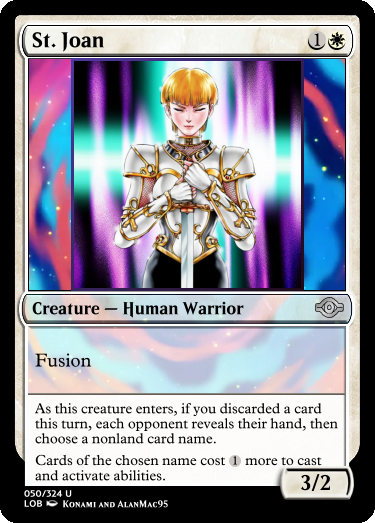 St. Joan 1
Creature — Human Warrior
Fusion
As this creature enters, if you discarded a card
this turn, each opponent reveals their hand, then
choose a nonland card name.
Cards of the chosen name cost 1 more to cast
and activate abilities.
3/2
050/324 U
LOB Konami and AlanMac95